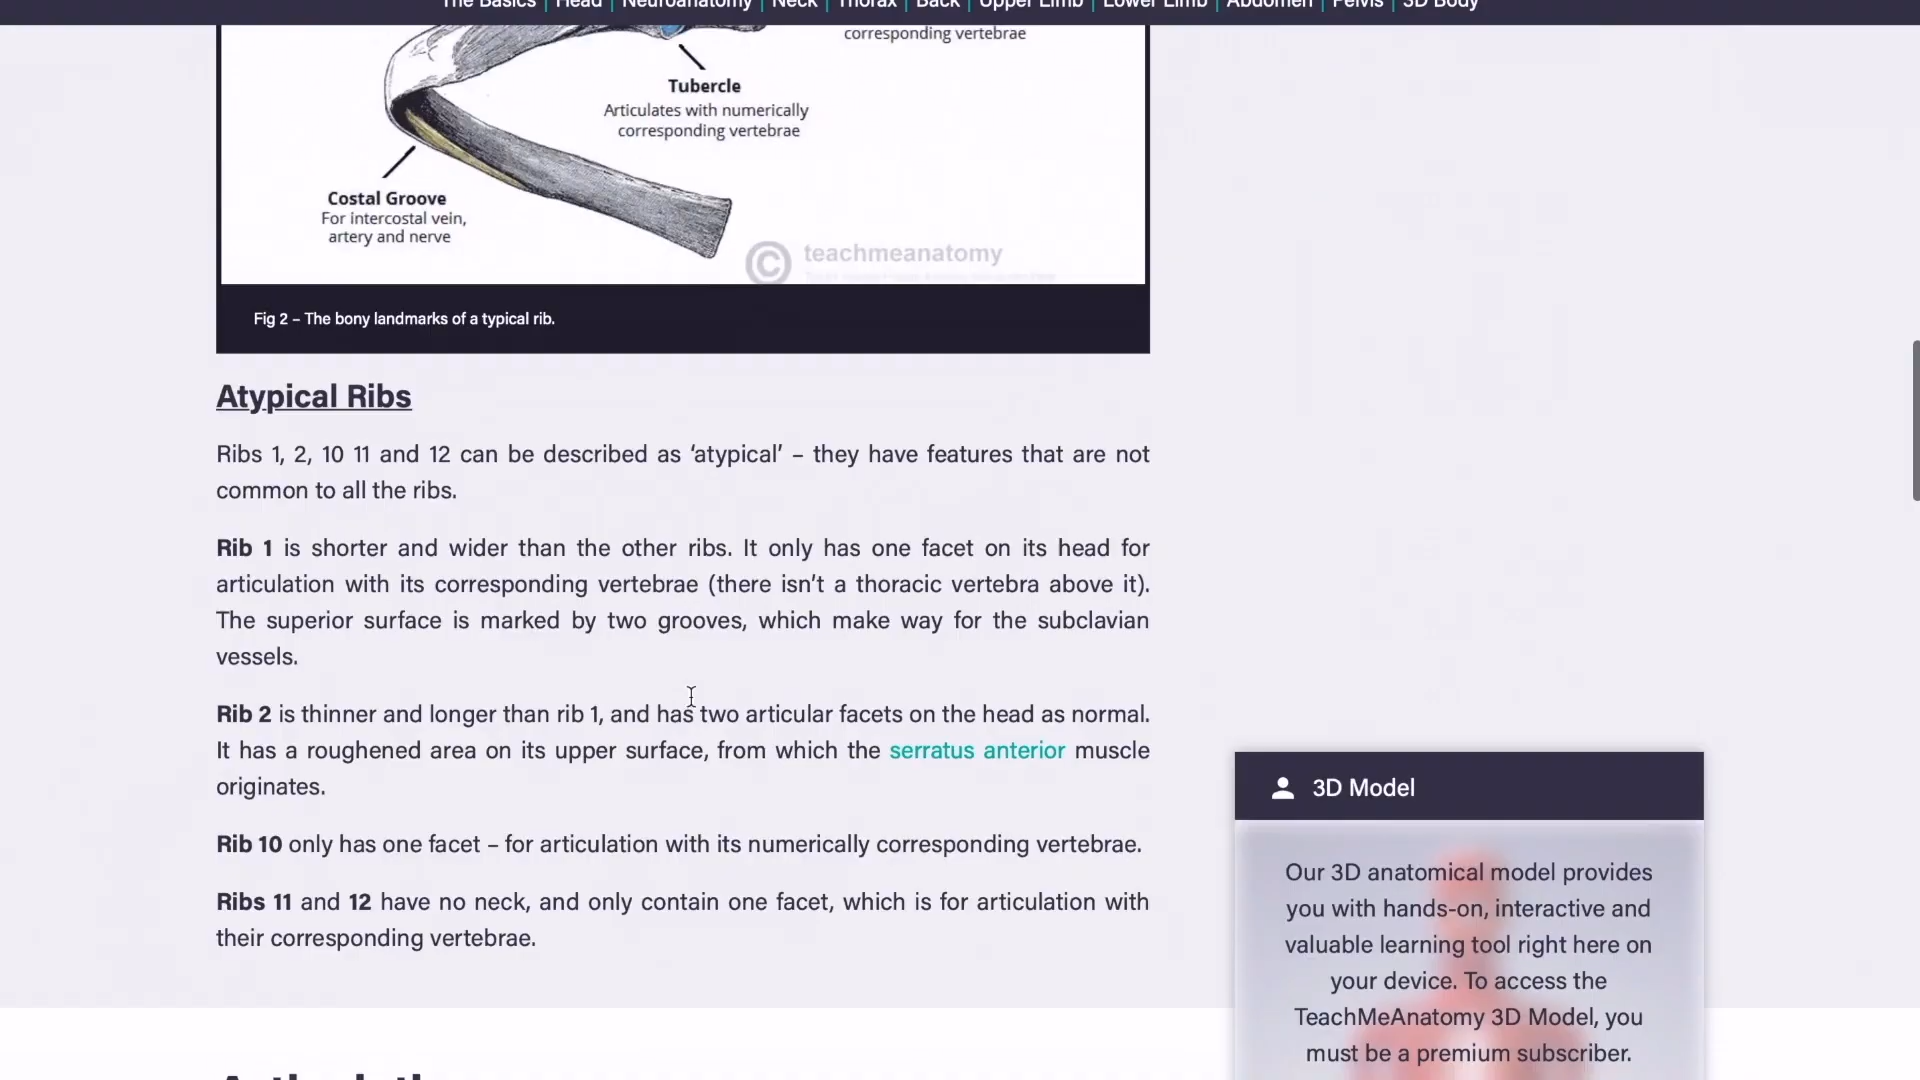 The Basics | Head | Neuroanatomy | Neck | Thorax | Back | Upper Limb | Lower Limb | Abdomen | Pelvis | 3D Body
corresponding vertebrae
Tubercle
Articulates with numerically
corresponding vertebrae
Costal Groove
For intercostal vein,
artery and nerve
© teachmeanatomy
Fig 2 – The bony landmarks of a typical rib.
Atypical Ribs
Ribs 1, 2, 10 11 and 12 can be described as ‘atypical’ – they have features that are not
common to all the ribs.
Rib 1 is shorter and wider than the other ribs. It only has one facet on its head for
articulation with its corresponding vertebrae (there isn’t a thoracic vertebra above it).
The superior surface is marked by two grooves, which make way for the subclavian
vessels.
Rib 2 is thinner and longer than rib 1, and has two articular facets on the head as normal.
It has a roughened area on its upper surface, from which the serratus anterior muscle
originates.
Rib 10 only has one facet – for articulation with its numerically corresponding vertebrae.
Ribs 11 and 12 have no neck, and only contain one facet, which is for articulation with
their corresponding vertebrae.
3D Model
Our 3D anatomical model provides
you with hands-on, interactive and
valuable learning tool right here on
your device. To access the
TeachMeAnatomy 3D Model, you
must be a premium subscriber.